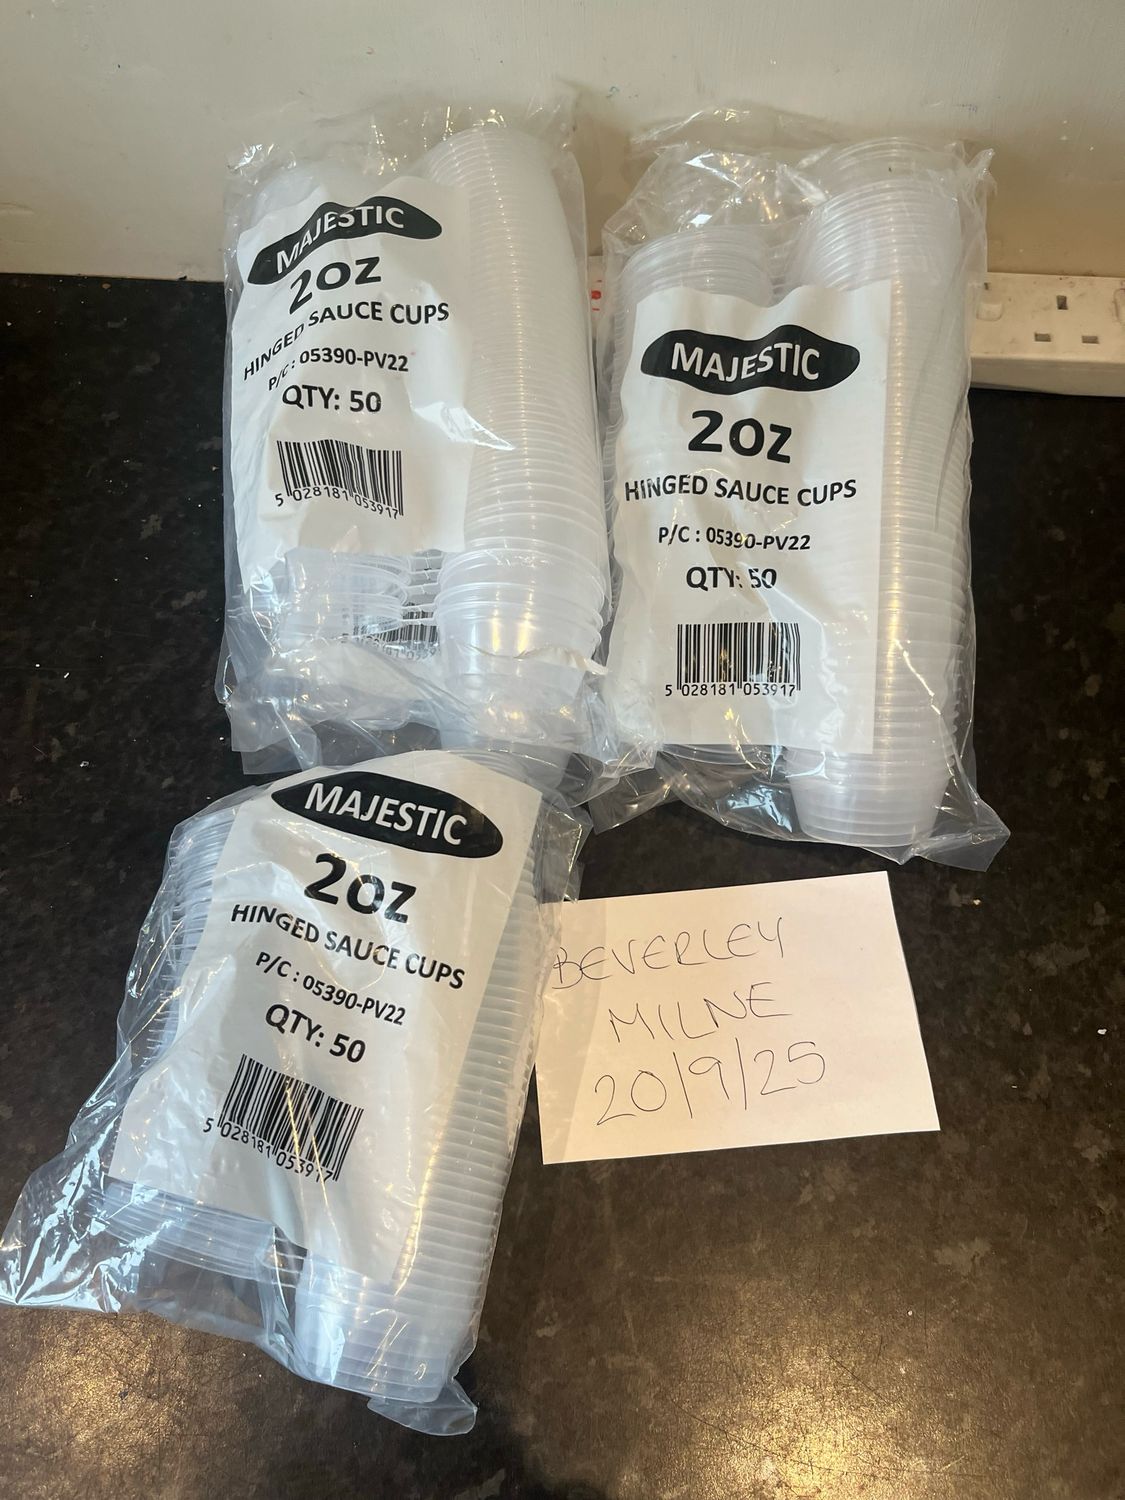 MAJESTIC
2OZ
HINGED SAUCE CUPS
P/C : 05390-PV22
QTY: 50
5 028181 053917
MAJESTIC
2OZ
HINGED SAUCE CUPS
P/C : 05390-PV22
QTY: 50
5 028181 053917
MAJESTIC
2OZ
HINGED SAUCE CUPS
P/C : 05390-PV22
QTY: 50
5 028181 053917
BEVERLEY
MILNE
20/9/25